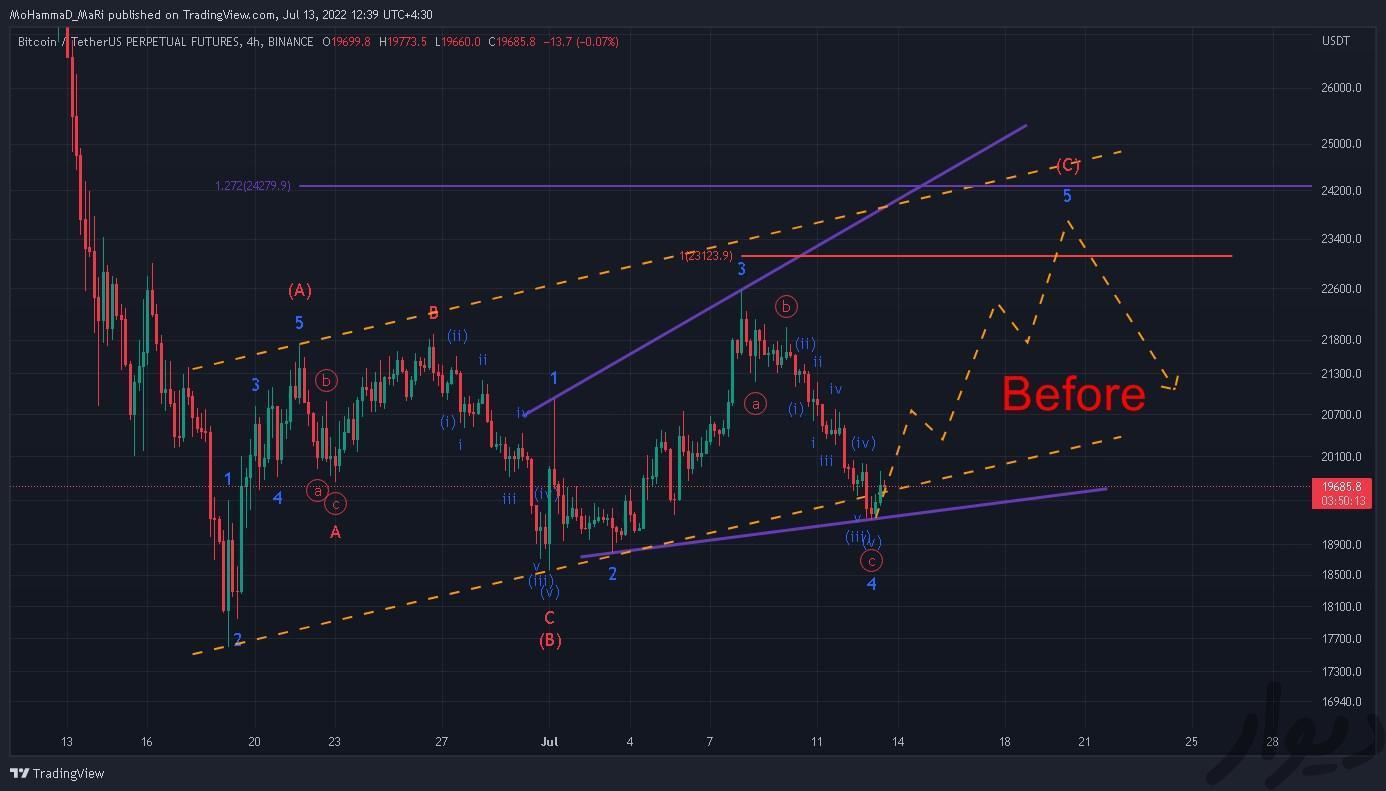 MoHammaD_MaRi published on TradingView.com, Jul 13, 2022 12:39 UTC+4:30
Bitcoin / TetherUS PERPETUAL FUTURES, 4h, BINANCE O19699.8 H19773.5 L19660.0 C19685.8 −13.7 (−0.07%)
USDT
26000.0
25000.0
(C)
1.272(24279.9)
24200.0
5
23400.0
1(23123.9)
3
(A)
22600.0
b
B
5
(ii)
21800.0
(ii)
ii
ii
b
1
21300.0
3
iv
Before
a
iv
20700.0
(i)
(i)
i
i
(iv)
20100.0
iii
1
a
4
iii
(iv)
19685.8
03:50:13
c
v
A
(iii)
(v)
18900.0
c
v
2
4
18500.0
(iii)
(v)
18100.0
C
2
(B)
17700.0
17300.0
16940.0
13 16 20 23 27 Jul 4 7 11 14 18 21 25 28
دیوار
TradingView